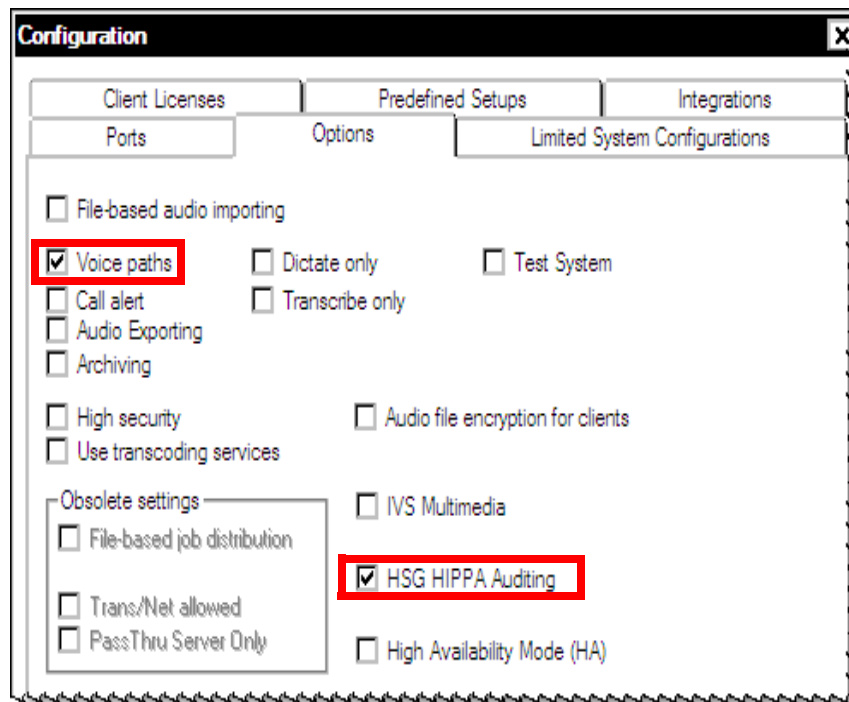 Configuration
Client Licenses
Predefined Setups
Integrations
Ports
Options
Limited System Configurations
File-based audio importing
Voice paths
Dictate only
Test System
Call alert
Transcribe only
Audio Exporting
Archiving
High security
Audio file encryption for clients
Use transcoding services
Obsolete settings
IVS Multimedia
File-based job distribution
HSG HIPPA Auditing
Trans/Net allowed
PassThru Server Only
High Availability Mode (HA)